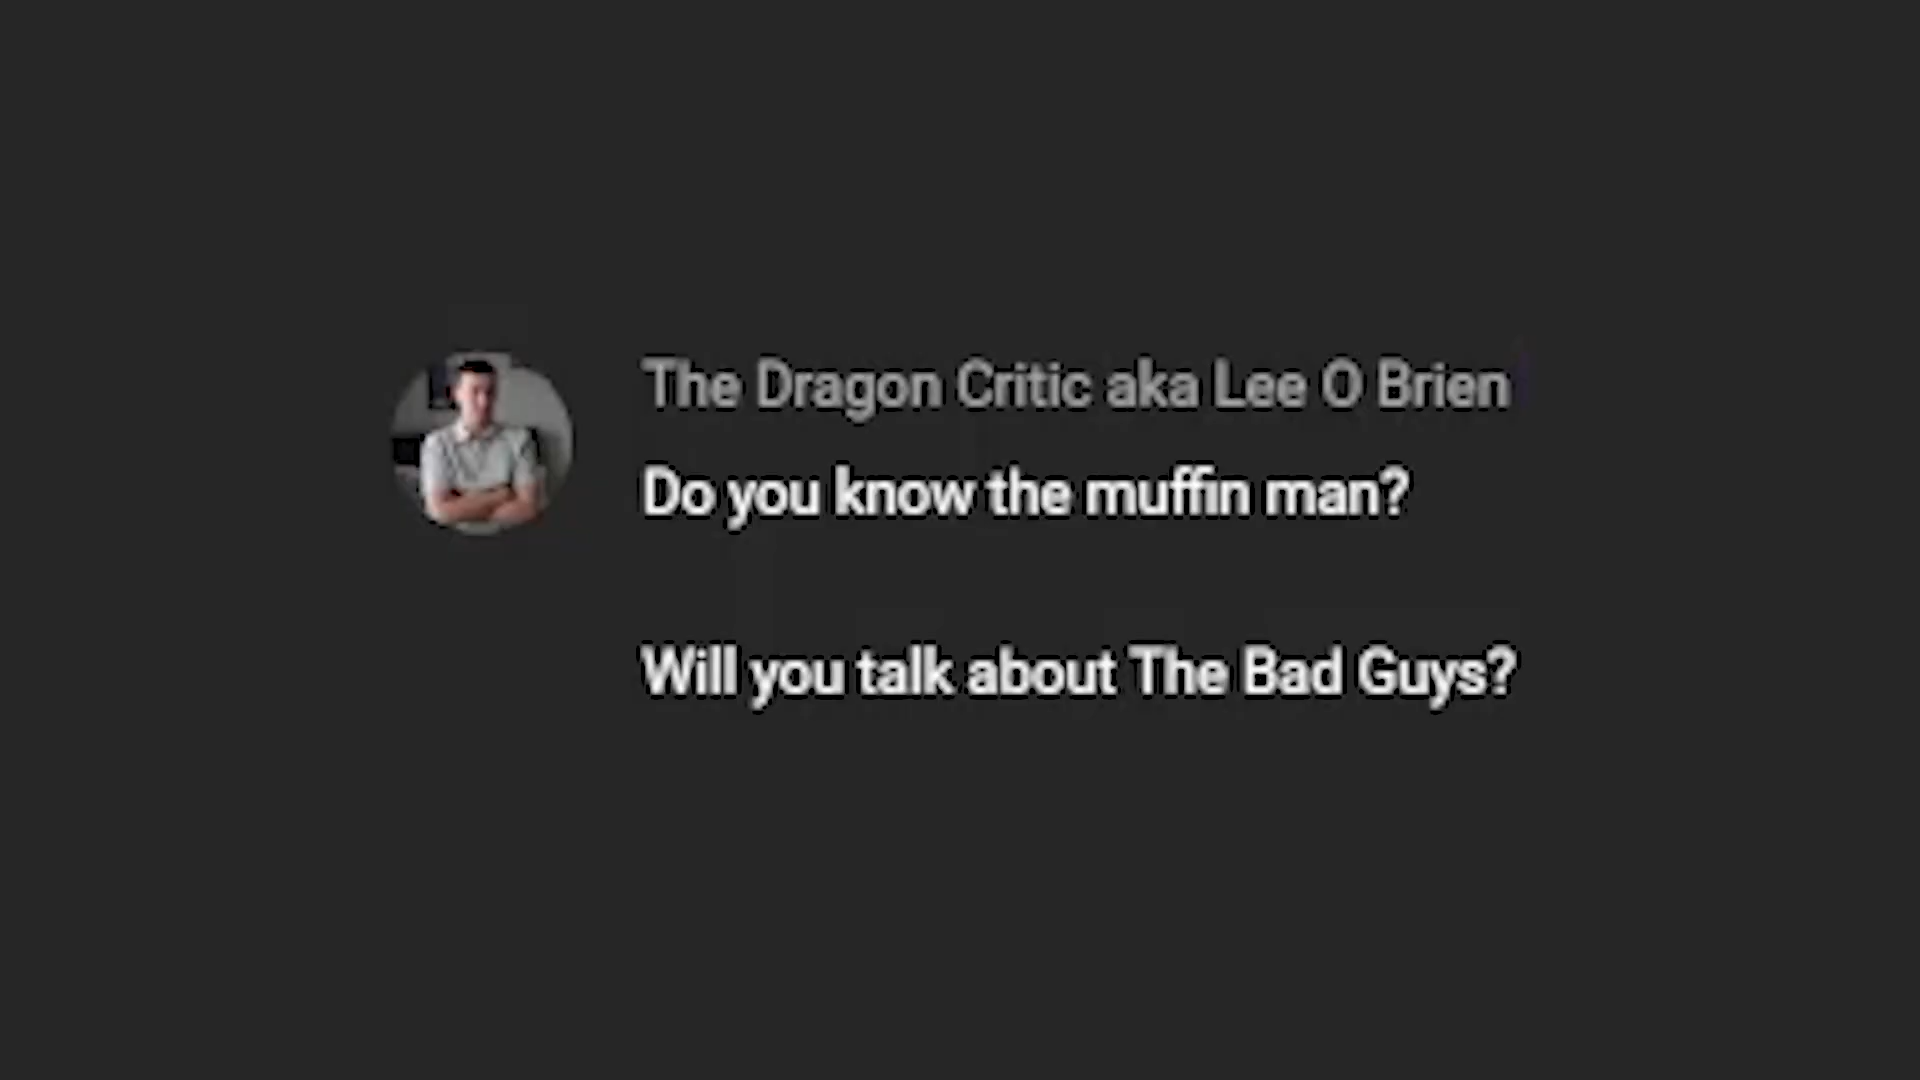 The Dragon Critic aka Lee O Brien
Do you know the muffin man?
Will you talk about The Bad Guys?